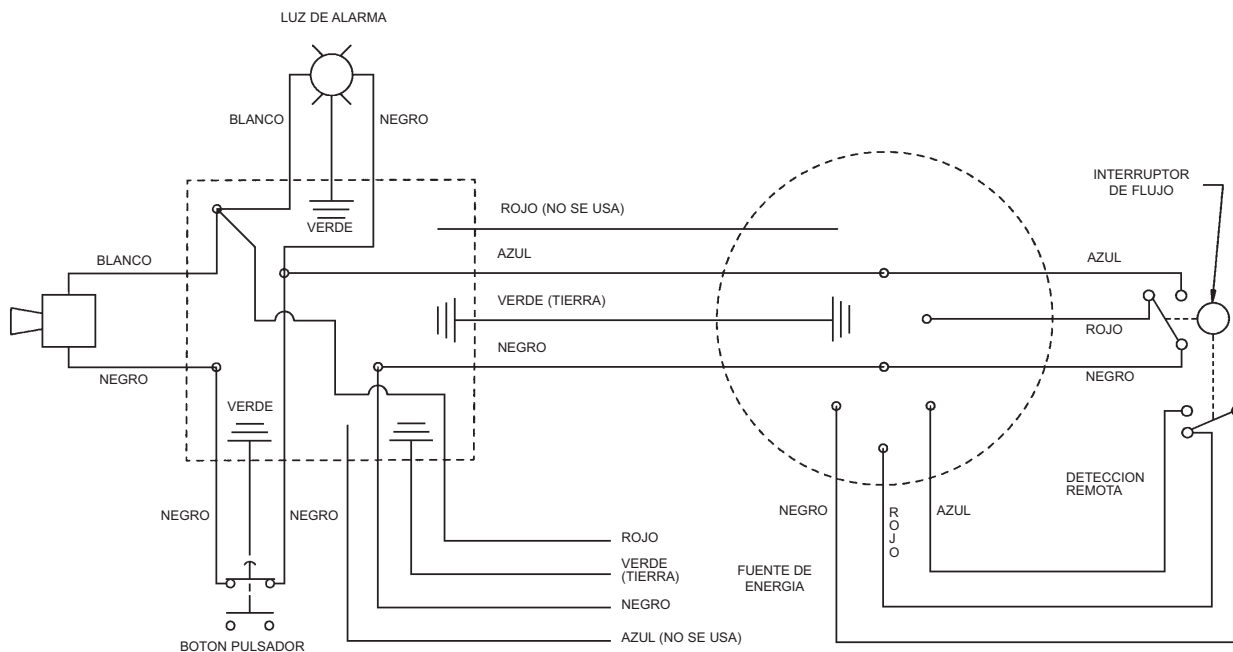 LUZ DE ALARMA
BLANCO
NEGRO
INTERRUPTOR
DE FLUJO
ROJO (NO SE USA)
VERDE
AZUL
AZUL
BLANCO
VERDE (TIERRA)
ROJO
NEGRO
NEGRO
NEGRO
VERDE
DETECCION
REMOTA
NEGRO
NEGRO
NEGRO
ROJO
AZUL
ROJO
VERDE
(TIERRA)
FUENTE DE
ENERGIA
NEGRO
AZUL (NO SE USA)
BOTON PULSADOR